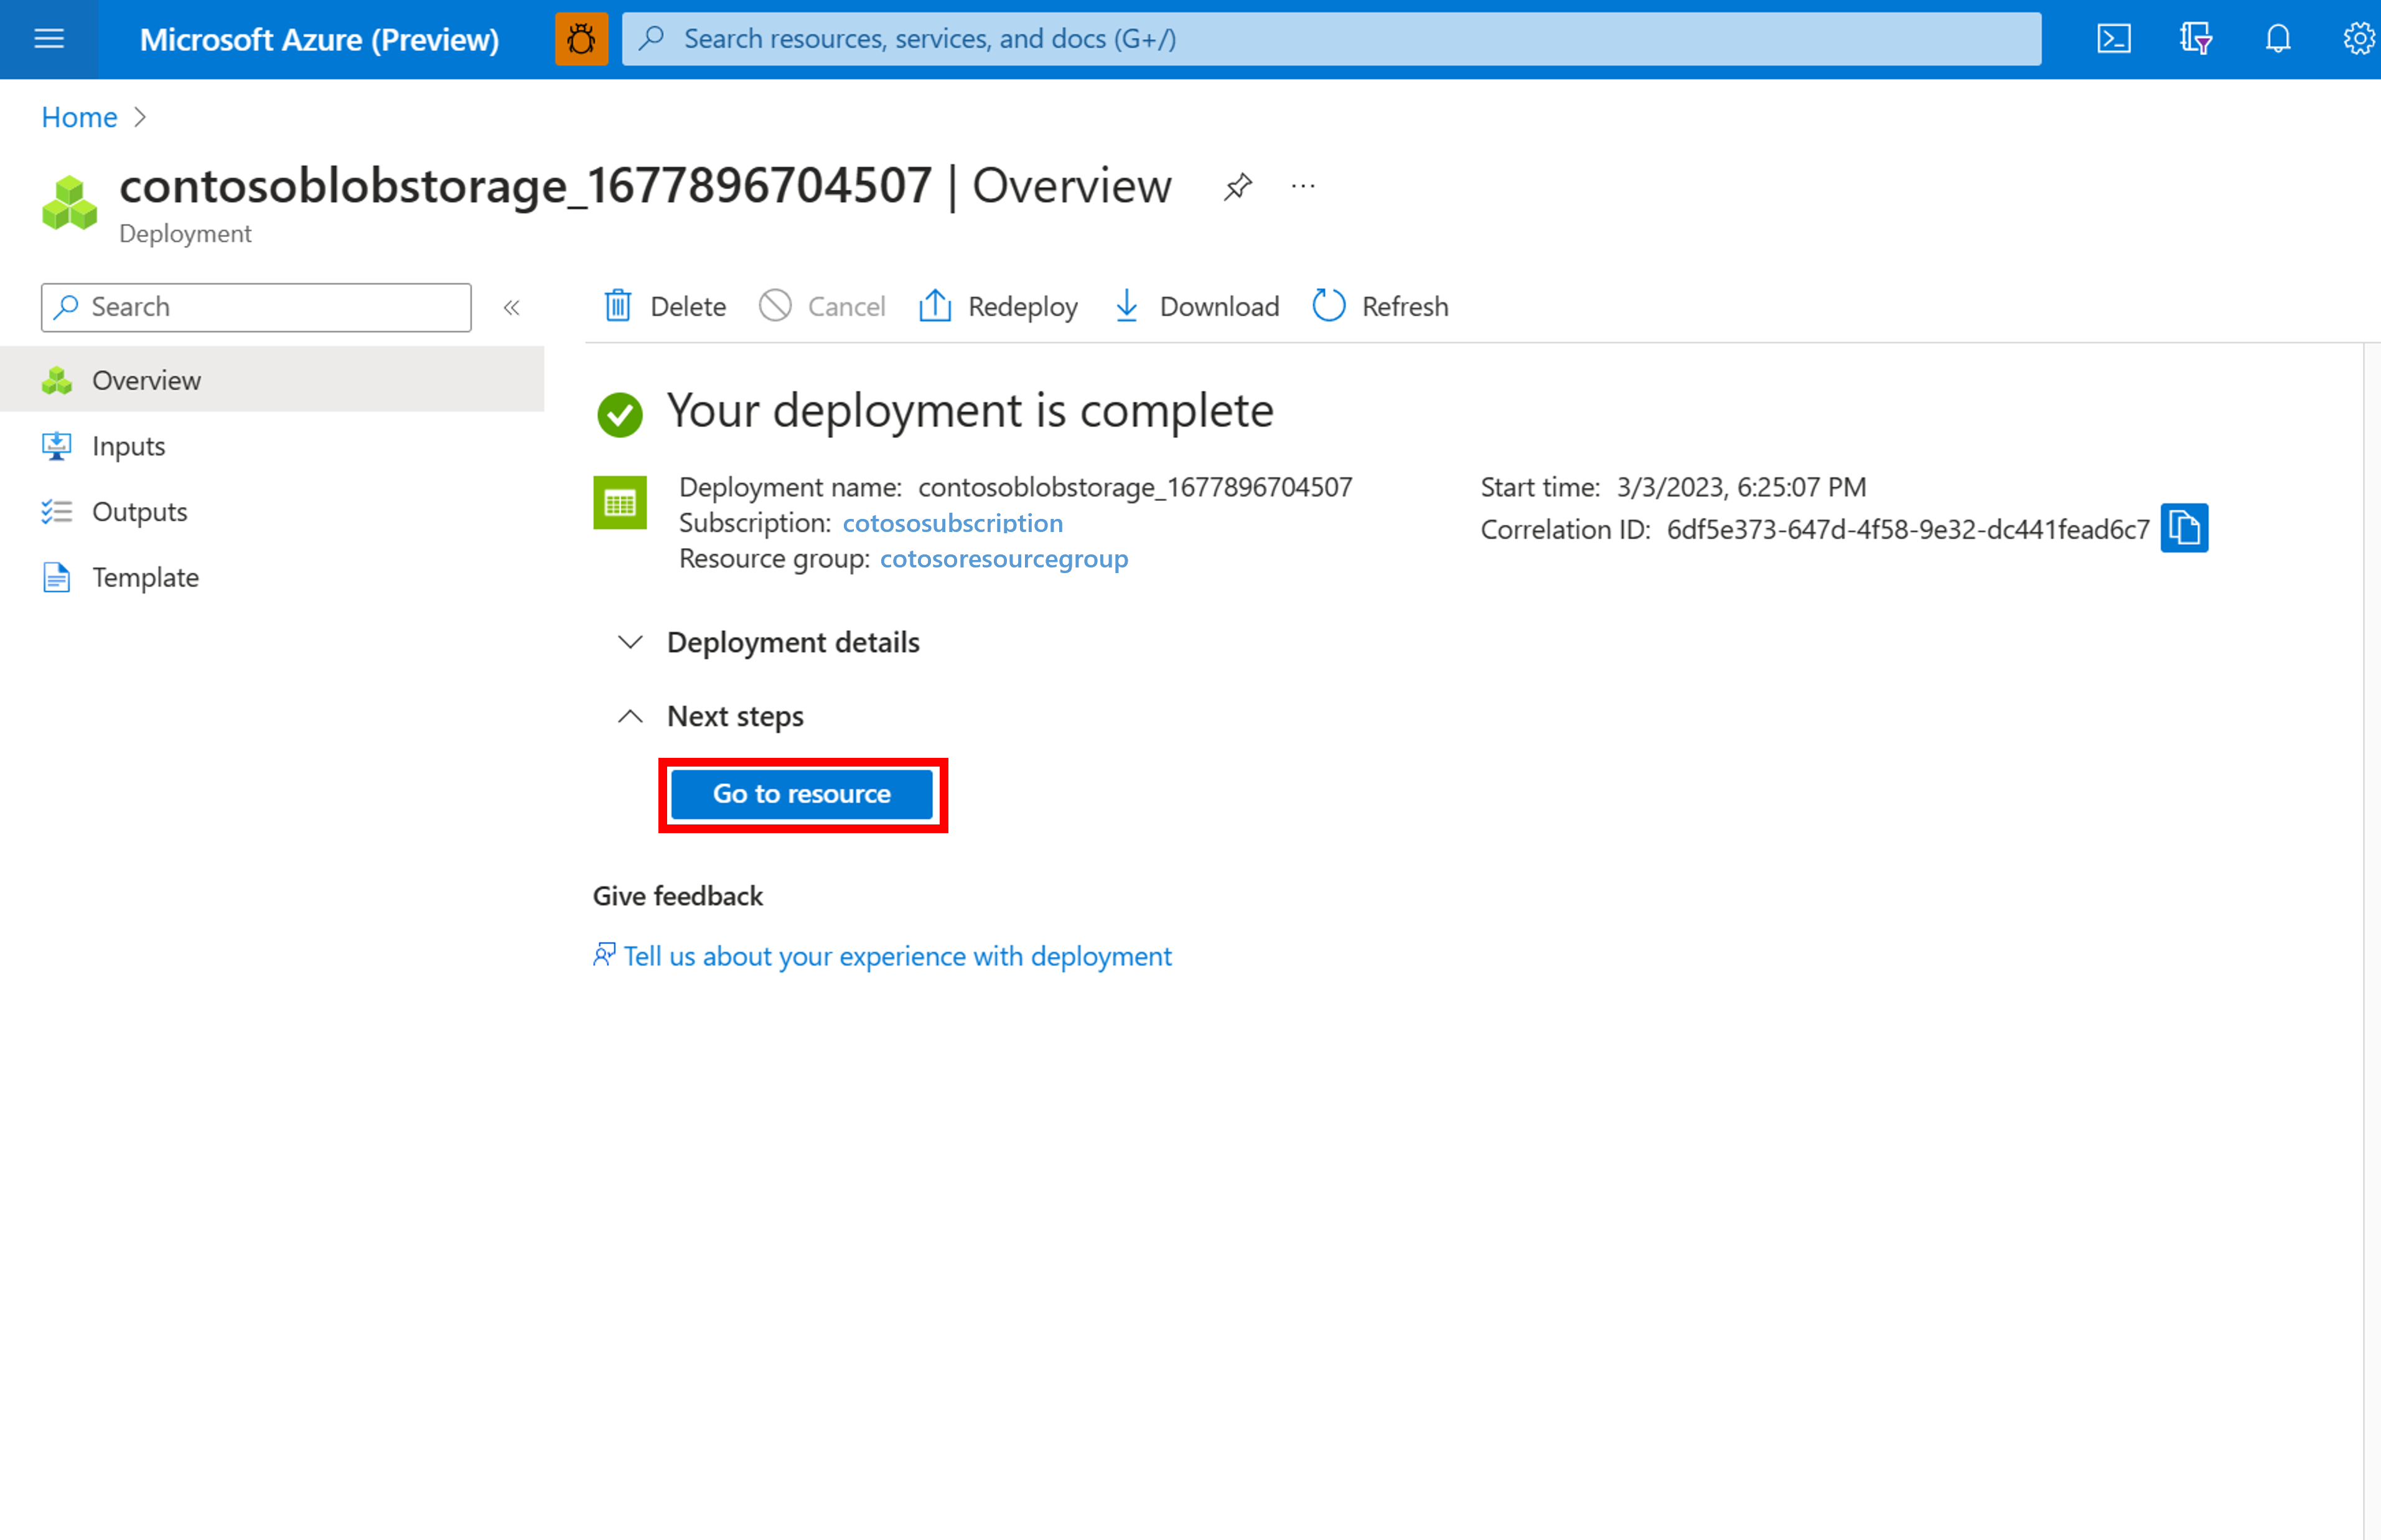 Microsoft Azure (Preview)
Search resources, services, and docs (G+/)
Home
contosoblobstorage_1677896704507 | Overview
Deployment
Search
Overview
Inputs
Outputs
Template
Delete
Cancel
Redeploy
Download
Refresh
Your deployment is complete
Deployment name: contosoblobstorage_1677896704507
Subscription: cotososubscription
Resource group: cotosoresourcegroup
Start time: 3/3/2023, 6:25:07 PM
Correlation ID: 6df5e373-647d-4f58-9e32-dc441fead6c7
Deployment details
Next steps
Go to resource
Give feedback
Tell us about your experience with deployment